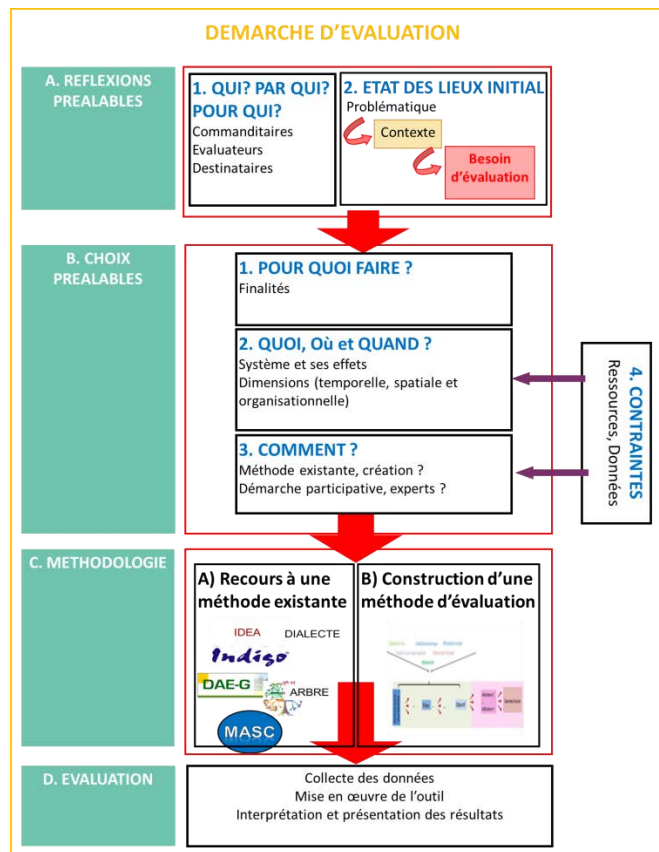 DEMARCHE D'EVALUATION
A. REFLEXIONS
PREALABLES
1. QUI? PAR QUI?
POUR QUI?
Commanditaires
Evaluateurs
Destinataires
2. ETAT DES LIEUX INITIAL
Problématique
Contexte
Besoin
d'évaluation
B. CHOIX
PREALABLES
1. POUR QUOI FAIRE ?
Finalités
2. QUOI, Où et QUAND ?
Système et ses effets
Dimensions (temporelle, spatiale et
organisationnelle)
3. COMMENT ?
Méthode existante, création ?
Démarche participative, experts ?
4. CONTRAINTES
Ressources, Données
C. METHODOLOGIE
A) Recours à une
méthode existante
IDEA
DIALECTE
Indigo
DAE-G
ARBRE
MASC
B) Construction d'une
méthode d'évaluation
D. EVALUATION
Collecte des données
Mise en œuvre de l'outil
Interprétation et présentation des résultats